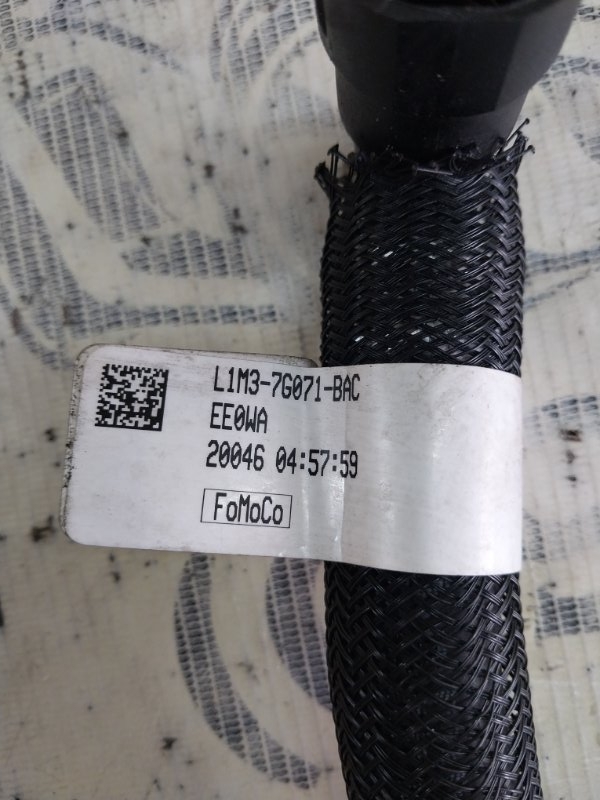 L1M3-7G071-BAC
EE0WA
20046 04:57:59
FoMoCo